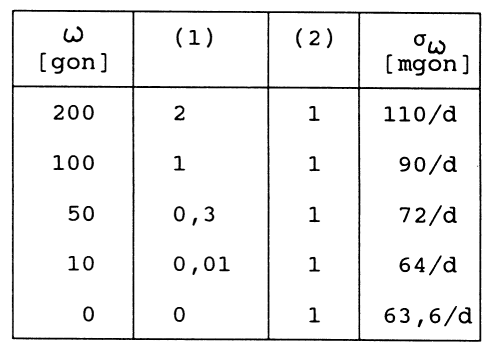 ω (1) (2) σω
[gon] [mgon]
200 2 1 110/d
100 1 1 90/d
50 0,3 1 72/d
10 0,01 1 64/d
0 0 1 63,6/d